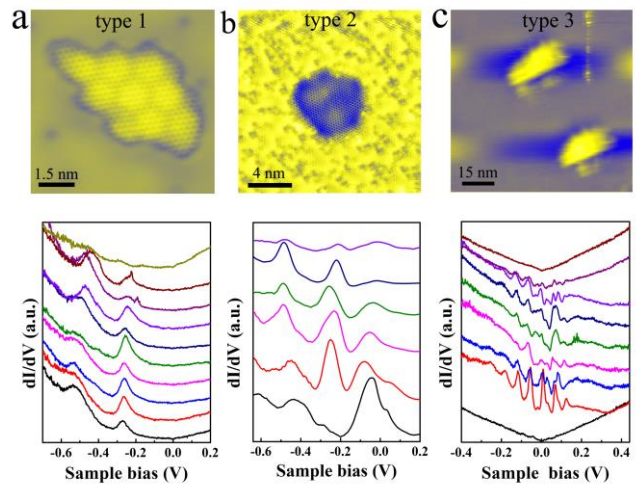 a type 1
b type 2
c type 3
1.5 nm
4 nm
15 nm
dI/dV (a.u.)
-0.6 -0.4 -0.2 0.0 0.2
Sample bias (V)
dI/dV (a.u.)
-0.6 -0.4 -0.2 0.0 0.2
Sample bias (V)
dI/dV (a.u.)
-0.4 -0.2 0.0 0.2 0.4
Sample bias (V)